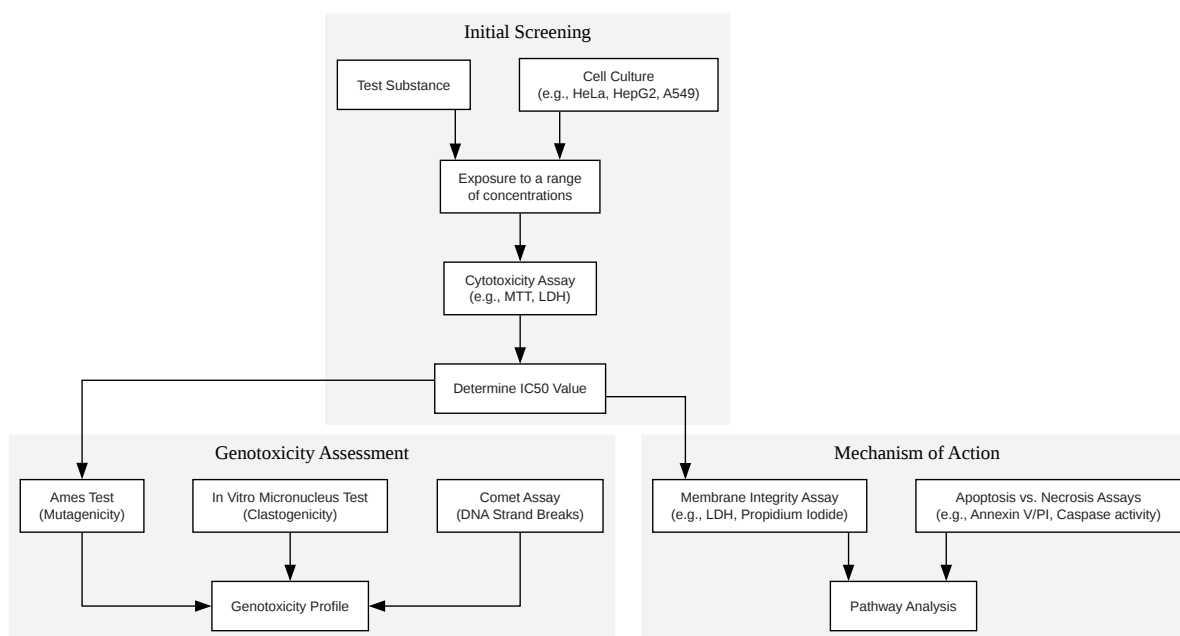 Initial Screening
Test Substance
Cell Culture
(e.g., HeLa, HepG2, A549)
Exposure to a range
of concentrations
Cytotoxicity Assay
(e.g., MTT, LDH)
Determine IC50 Value
Genotoxicity Assessment
Ames Test
(Mutagenicity)
In Vitro Micronucleus Test
(Clastogenicity)
Comet Assay
(DNA Strand Breaks)
Genotoxicity Profile
Mechanism of Action
Membrane Integrity Assay
(e.g., LDH, Propidium Iodide)
Apoptosis vs. Necrosis Assays
(e.g., Annexin V/PI, Caspase activity)
Pathway Analysis